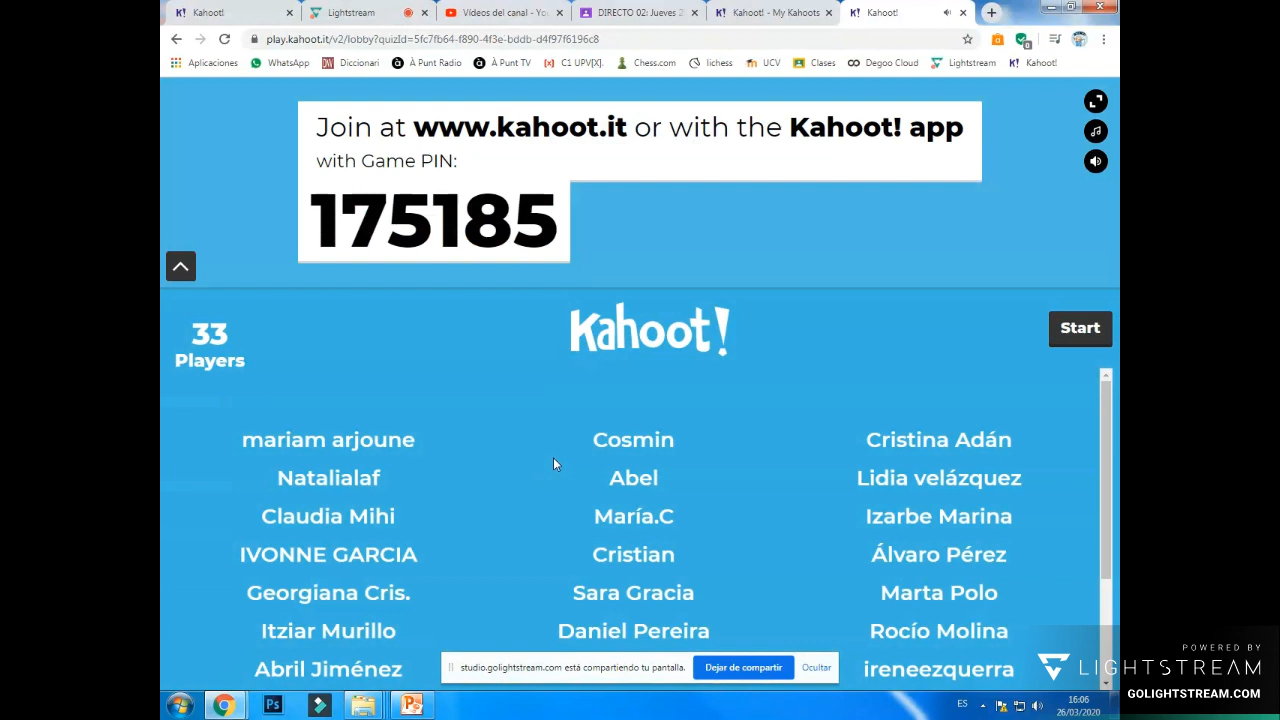 Kahoot!
Lightstream
Vídeos del canal - Yo
DIRECTO 02: Jueves 2
Kahoot! - My Kahoots
Kahoot!
play.kahoot.it/v2/lobby?quizId=5fc7fb64-f890-4f3e-bddb-d4f97f6196c8
Aplicaciones
WhatsApp
Diccionari
À Punt Radio
À Punt TV
C1 UPV[X].
Chess.com
lichess
UCV
Clases
Degoo Cloud
Lightstream
Kahoot!
Join at www.kahoot.it or with the Kahoot! app
with Game PIN:
175185
33
Players
Kahoot!
Start
mariam arjoune
Cosmin
Cristina Adán
Natalialaf
Abel
Lidia velázquez
Claudia Mihi
María.C
Izarbe Marina
IVONNE GARCIA
Cristian
Álvaro Pérez
Georgiana Cris.
Sara Gracia
Marta Polo
Itziar Murillo
Daniel Pereira
Rocío Molina
Abril Jiménez
ireneezquerra
studio.golightstream.com está compartiendo tu pantalla.
Dejar de compartir
Ocultar
POWERED BY
LIGHTSTREAM
GOLIGHTSTREAM.COM
Ps
ES
16:06
26/03/2020